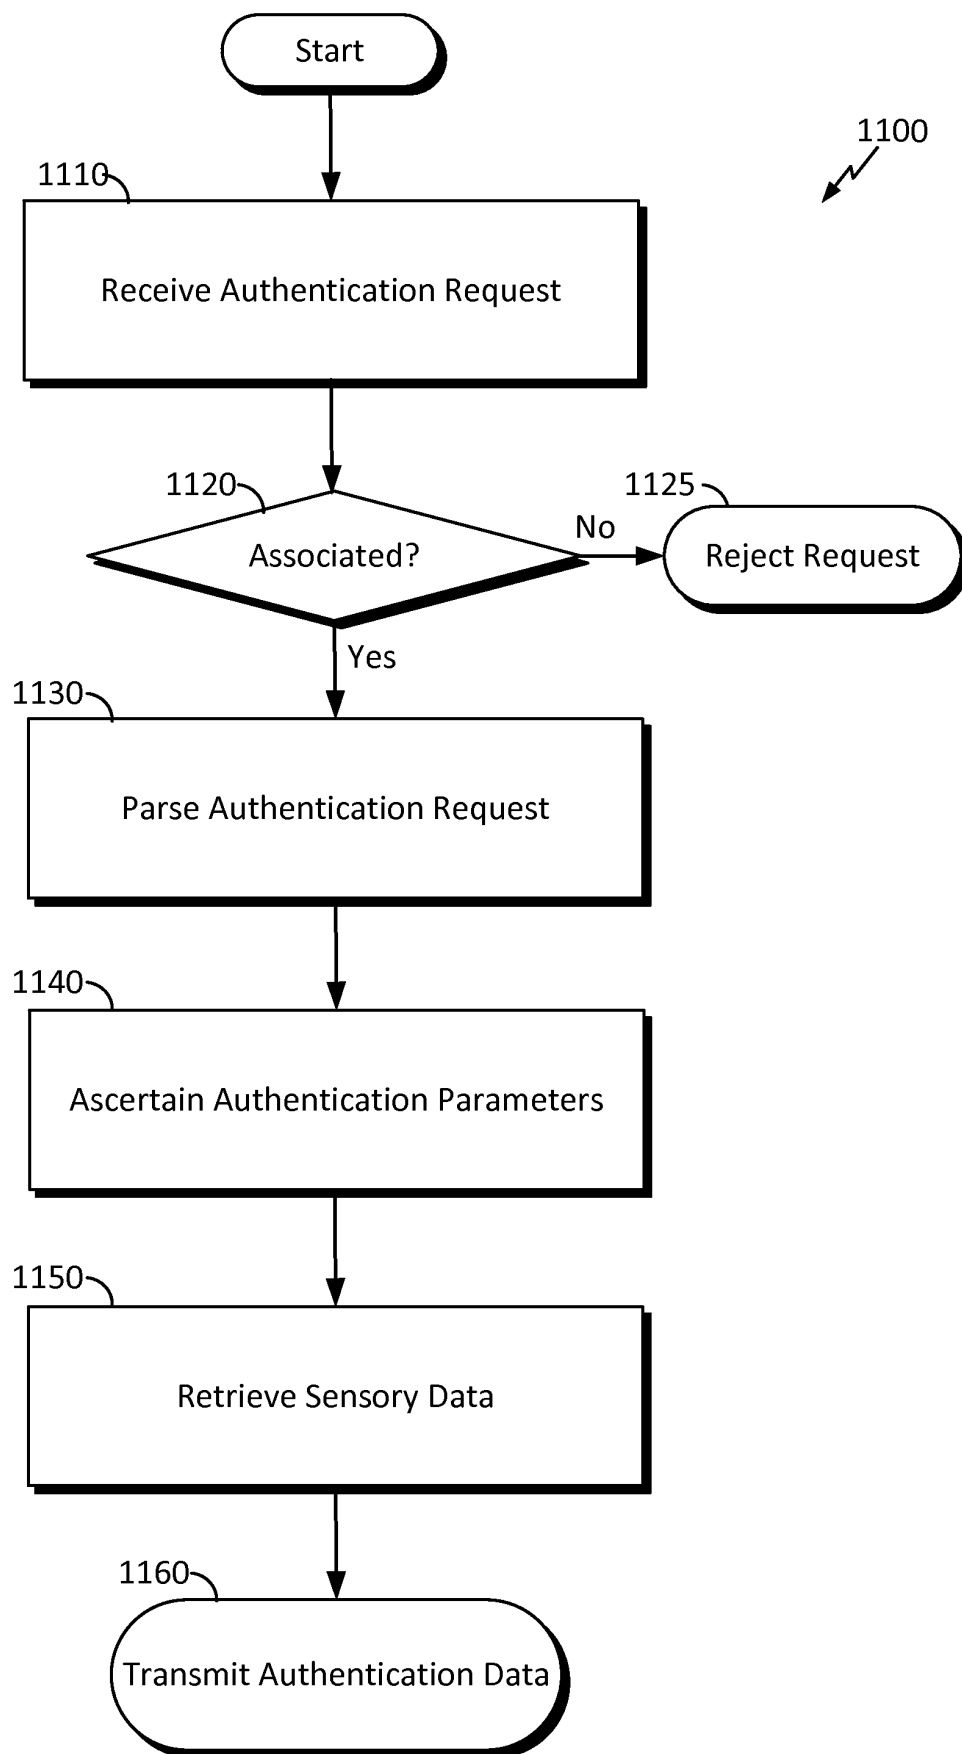 Start
1100
1110
Receive Authentication Request
1120
Associated?
No
1125
Reject Request
Yes
1130
Parse Authentication Request
1140
Ascertain Authentication Parameters
1150
Retrieve Sensory Data
1160
Transmit Authentication Data